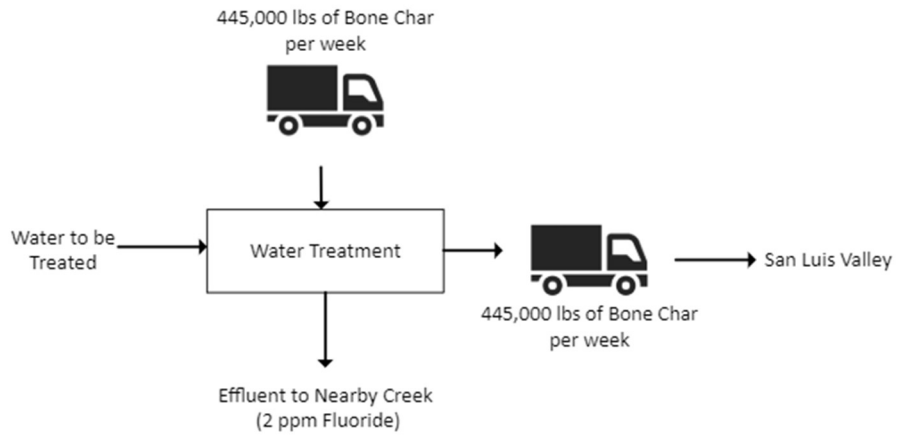 445,000 lbs of Bone Char
per week
Water to be
Treated
Water Treatment
San Luis Valley
445,000 lbs of Bone Char
per week
Effluent to Nearby Creek
(2 ppm Fluoride)